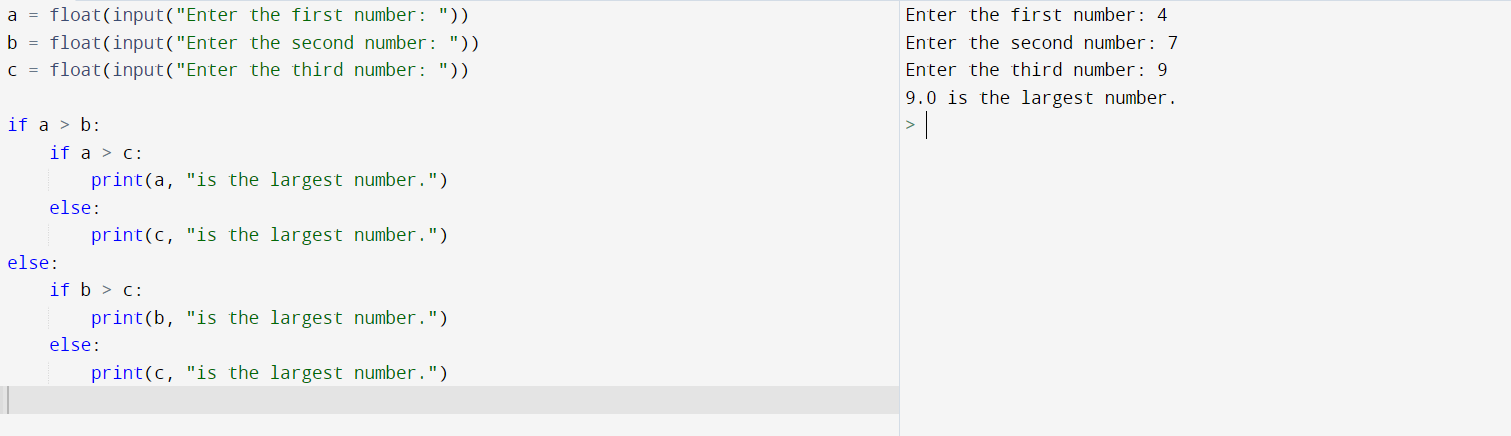 a = float(input("Enter the first number: "))
b = float(input("Enter the second number: "))
c = float(input("Enter the third number: "))
if a > b:
    if a > c:
        print(a, "is the largest number.")
    else:
        print(c, "is the largest number.")
else:
    if b > c:
        print(b, "is the largest number.")
    else:
        print(c, "is the largest number.")
Enter the first number: 4
Enter the second number: 7
Enter the third number: 9
9.0 is the largest number.
>